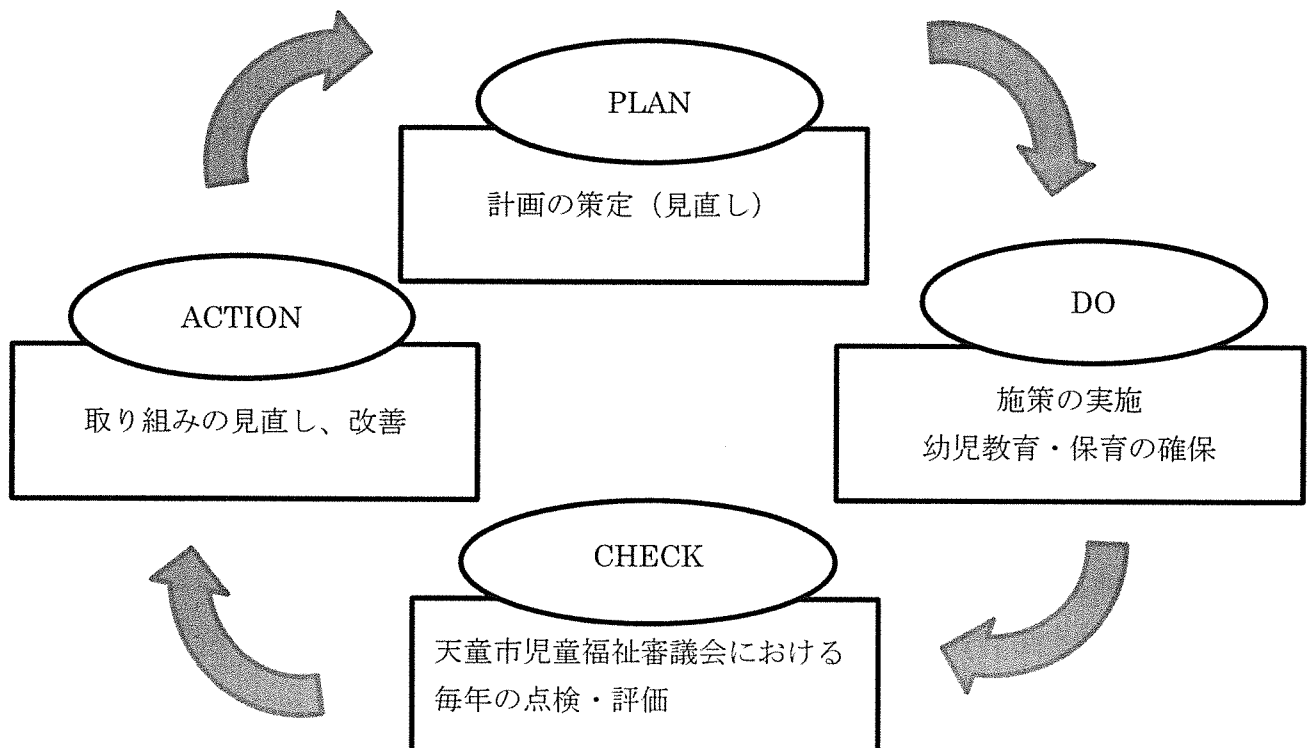 PLAN
計画の策定（見直し）
DO
施策の実施
幼児教育・保育の確保
CHECK
天童市児童福祉審議会における
毎年の点検・評価
ACTION
取り組みの見直し、改善